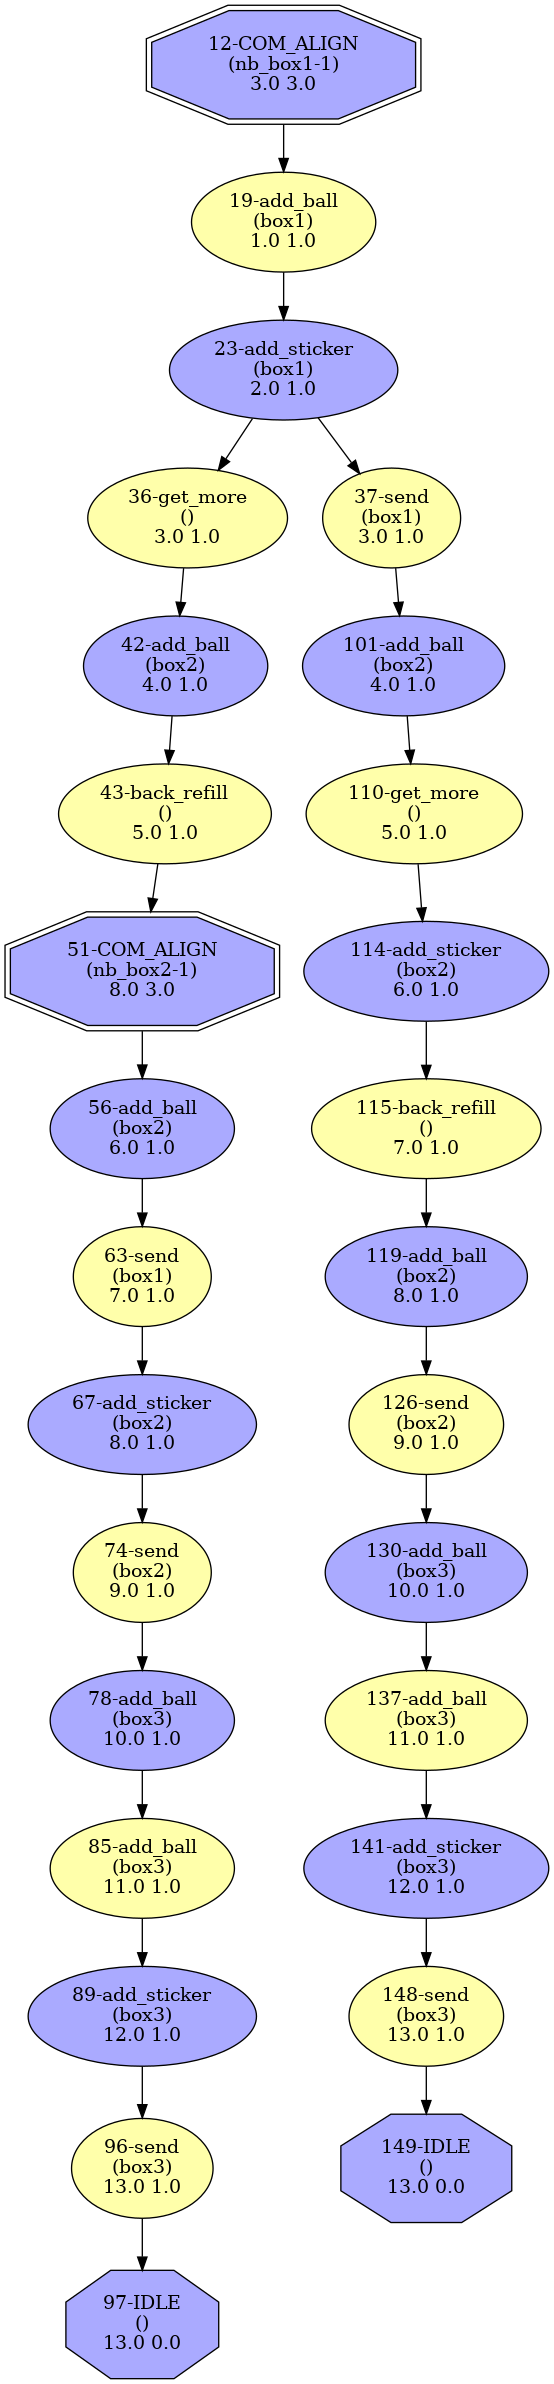 12-COM_ALIGN
(nb_box1-1)
3.0 3.0
19-add_ball
(box1)
1.0 1.0
23-add_sticker
(box1)
2.0 1.0
36-get_more
()
3.0 1.0
37-send
(box1)
3.0 1.0
42-add_ball
(box2)
4.0 1.0
101-add_ball
(box2)
4.0 1.0
43-back_refill
()
5.0 1.0
110-get_more
()
5.0 1.0
51-COM_ALIGN
(nb_box2-1)
8.0 3.0
114-add_sticker
(box2)
6.0 1.0
56-add_ball
(box2)
6.0 1.0
115-back_refill
()
7.0 1.0
63-send
(box1)
7.0 1.0
119-add_ball
(box2)
8.0 1.0
67-add_sticker
(box2)
8.0 1.0
126-send
(box2)
9.0 1.0
74-send
(box2)
9.0 1.0
130-add_ball
(box3)
10.0 1.0
78-add_ball
(box3)
10.0 1.0
137-add_ball
(box3)
11.0 1.0
85-add_ball
(box3)
11.0 1.0
141-add_sticker
(box3)
12.0 1.0
89-add_sticker
(box3)
12.0 1.0
148-send
(box3)
13.0 1.0
96-send
(box3)
13.0 1.0
149-IDLE
()
13.0 0.0
97-IDLE
()
13.0 0.0